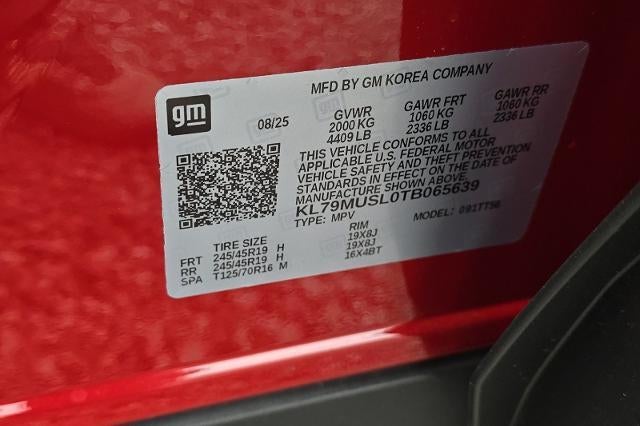 MFD BY GM KOREA COMPANY
gm
08/25
GVWR
2000 KG
4409 LB
GAWR FRT
1060 KG
2336 LB
GAWR RR
1060 KG
2336 LB
THIS VEHICLE CONFORMS TO ALL
APPLICABLE U.S. FEDERAL MOTOR
VEHICLE SAFETY AND THEFT PREVENTION
STANDARDS IN EFFECT ON THE DATE OF
MANUFACTURE SHOWN ABOVE.
KL79MUSL0TB065639
TYPE: MPV
MODEL: 091TT56
TIRE SIZE
RIM
FRT 245/45R19 H 19X8J
RR 245/45R19 H 19X8J
SPA T125/70R16 M 16X4BT